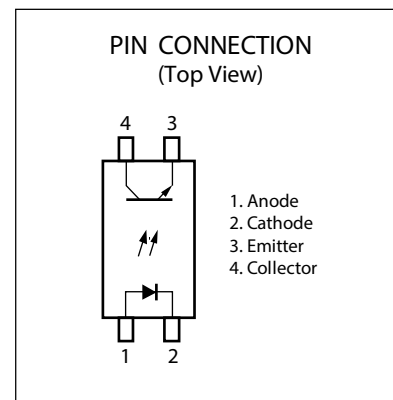 PIN CONNECTION
(Top View)
4 3
1. Anode
2. Cathode
3. Emitter
4. Collector
1 2